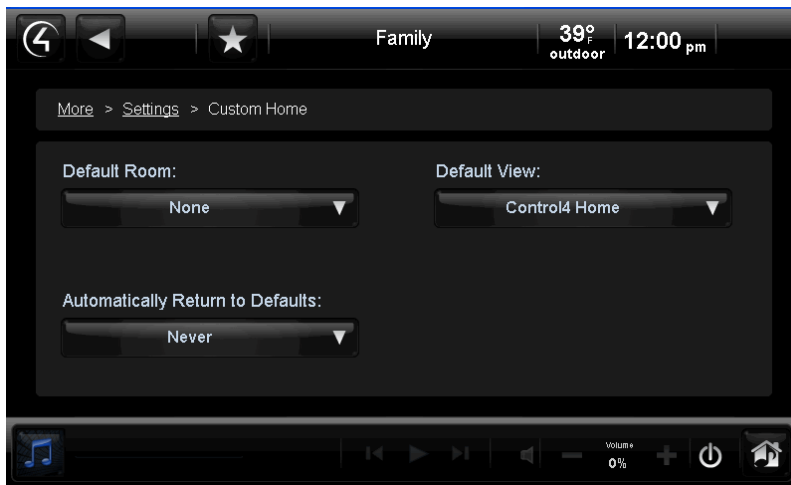 Family
39°F
outdoor
12:00 pm
More > Settings > Custom Home
Default Room:
Default View:
None
Control4 Home
Automatically Return to Defaults:
Never
Volume
0%